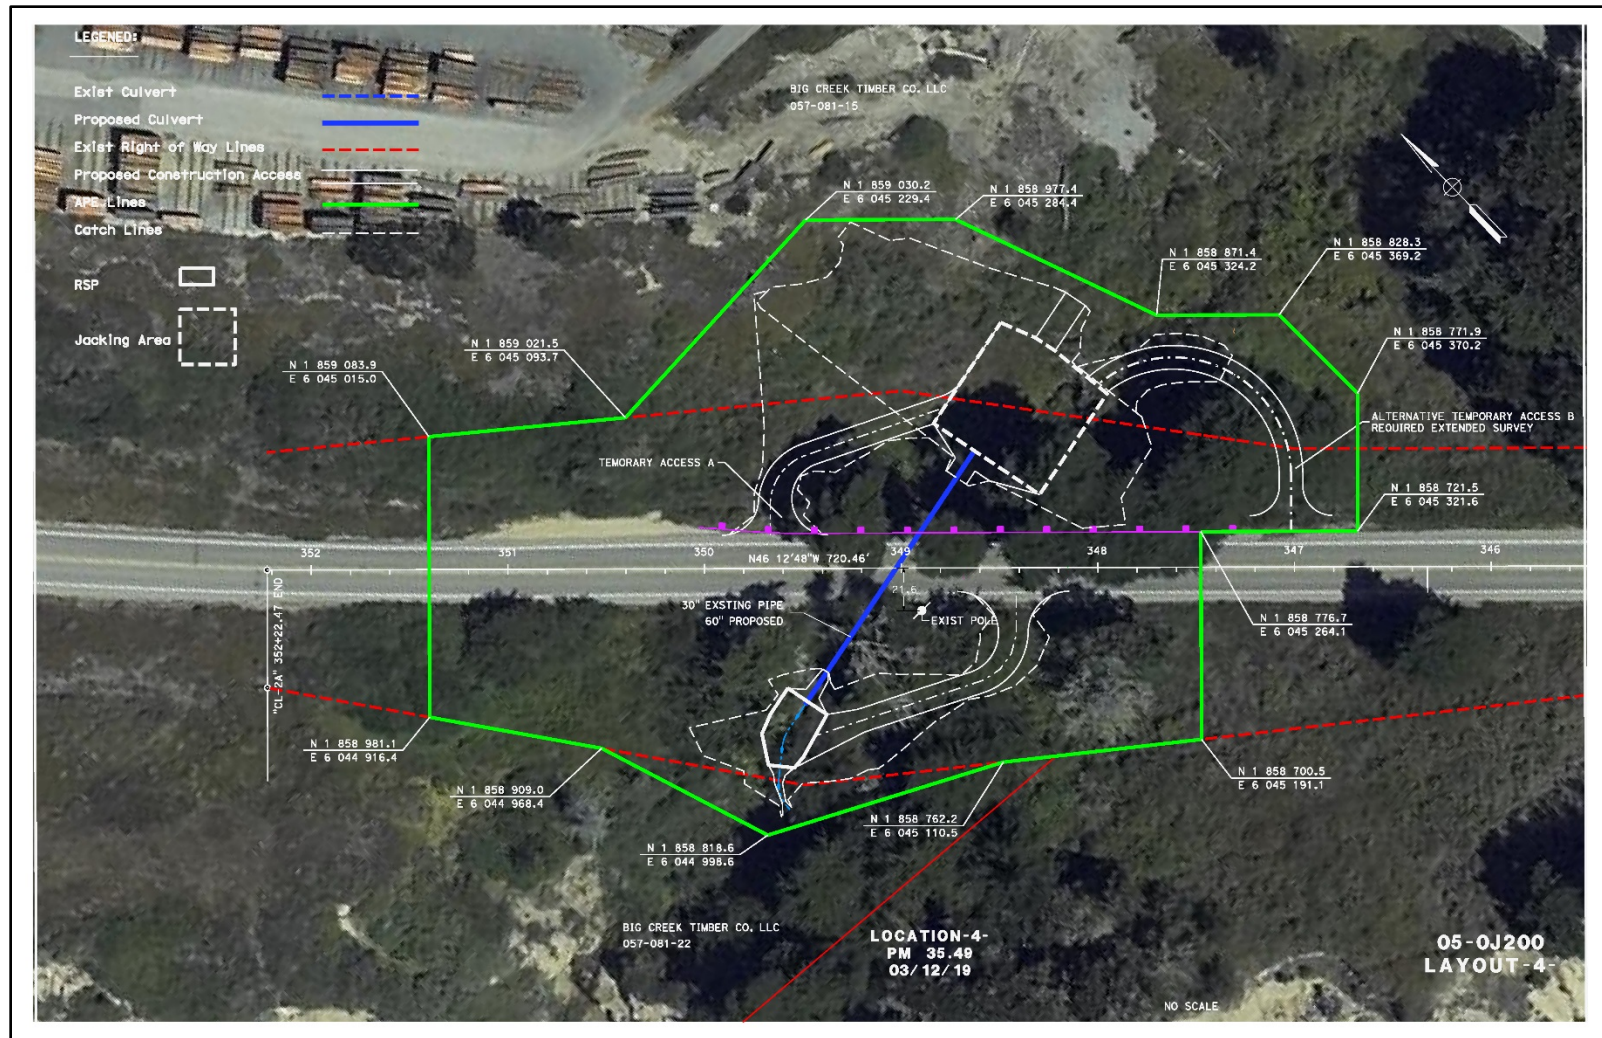 LEGENED:
Exist Culvert
Proposed Culvert
Exist Right of Way Lines
Proposed Construction Access
APE Lines
Catch Lines
RSP
Jacking Area
BIG CREEK TIMBER CO. LLC
057-081-15
N 1 859 030.2
E 6 045 229.4
N 1 858 977.4
E 6 045 284.4
N 1 858 871.4
E 6 045 324.2
N 1 858 828.3
E 6 045 369.2
N 1 859 021.5
E 6 045 093.7
N 1 859 083.9
E 6 045 015.0
N 1 858 771.9
E 6 045 370.2
ALTERNATIVE TEMPORARY ACCESS B
REQUIRED EXTENDED SURVEY
TEMORARY ACCESS A
N 1 858 721.5
E 6 045 321.6
352
351
350
349
348
347
346
N46 12'48"W 720.46'
21.6
30" EXSTING PIPE
60" PROPOSED
EXIST POLE
"CL-2A" 352+22.47 END
N 1 858 776.7
E 6 045 264.1
N 1 858 981.1
E 6 044 916.4
N 1 858 909.0
E 6 044 968.4
N 1 858 700.5
E 6 045 191.1
N 1 858 762.2
E 6 045 110.5
N 1 858 818.6
E 6 044 998.6
BIG CREEK TIMBER CO. LLC
057-081-22
LOCATION-4-
PM 35.49
03/12/19
05-0J200
LAYOUT-4-
NO SCALE